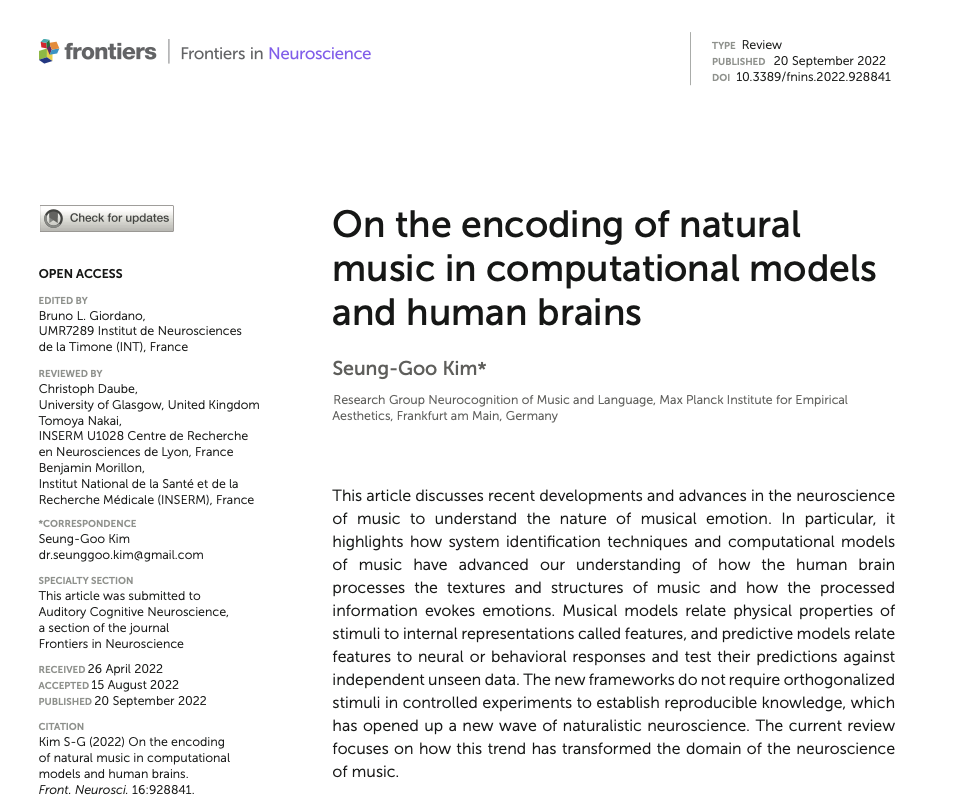 frontiers | Frontiers in Neuroscience
TYPE Review
PUBLISHED 20 September 2022
DOI 10.3389/fnins.2022.928841
Check for updates
OPEN ACCESS
EDITED BY
Bruno L. Giordano,
UMR7289 Institut de Neurosciences
de la Timone (INT), France
REVIEWED BY
Christoph Daube,
University of Glasgow, United Kingdom
Tomoya Nakai,
INSERM U1028 Centre de Recherche
en Neurosciences de Lyon, France
Benjamin Morillon,
Institut National de la Santé et de la
Recherche Médicale (INSERM), France
*CORRESPONDENCE
Seung-Goo Kim
dr.seunggoo.kim@gmail.com
SPECIALTY SECTION
This article was submitted to
Auditory Cognitive Neuroscience,
a section of the journal
Frontiers in Neuroscience
RECEIVED 26 April 2022
ACCEPTED 15 August 2022
PUBLISHED 20 September 2022
CITATION
Kim S-G (2022) On the encoding
of natural music in computational
models and human brains.
Front. Neurosci. 16:928841.
On the encoding of natural
music in computational models
and human brains
Seung-Goo Kim*
Research Group Neurocognition of Music and Language, Max Planck Institute for Empirical
Aesthetics, Frankfurt am Main, Germany
This article discusses recent developments and advances in the neuroscience
of music to understand the nature of musical emotion. In particular, it
highlights how system identification techniques and computational models
of music have advanced our understanding of how the human brain
processes the textures and structures of music and how the processed
information evokes emotions. Musical models relate physical properties of
stimuli to internal representations called features, and predictive models relate
features to neural or behavioral responses and test their predictions against
independent unseen data. The new frameworks do not require orthogonalized
stimuli in controlled experiments to establish reproducible knowledge, which
has opened up a new wave of naturalistic neuroscience. The current review
focuses on how this trend has transformed the domain of the neuroscience
of music.